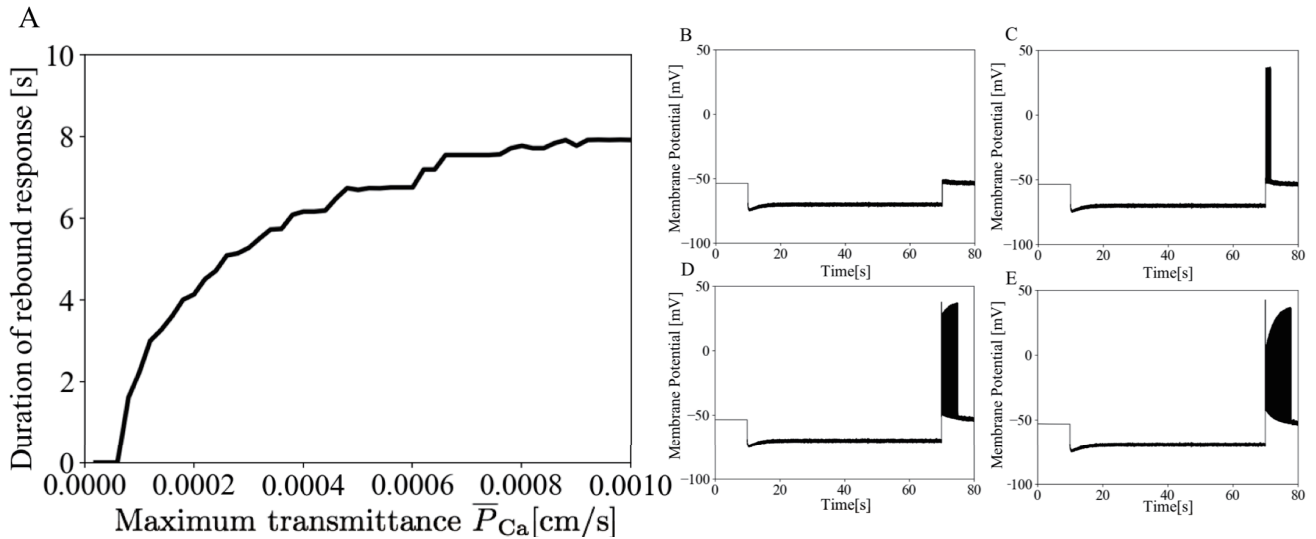 A
Duration of rebound response [s]
10
8
6
4
2
0
0.0000 0.0002 0.0004 0.0006 0.0008 0.0010
Maximum transmittance P̅Ca[cm/s]
B
Membrane Potential [mV]
50
0
−50
−100
0 20 40 60 80
Time[s]
C
Membrane Potential [mV]
50
0
−50
−100
0 20 40 60 80
Time[s]
D
Membrane Potential [mV]
50
0
−50
−100
0 20 40 60 80
Time[s]
E
Membrane Potential [mV]
50
0
−50
−100
0 20 40 60 80
Time[s]